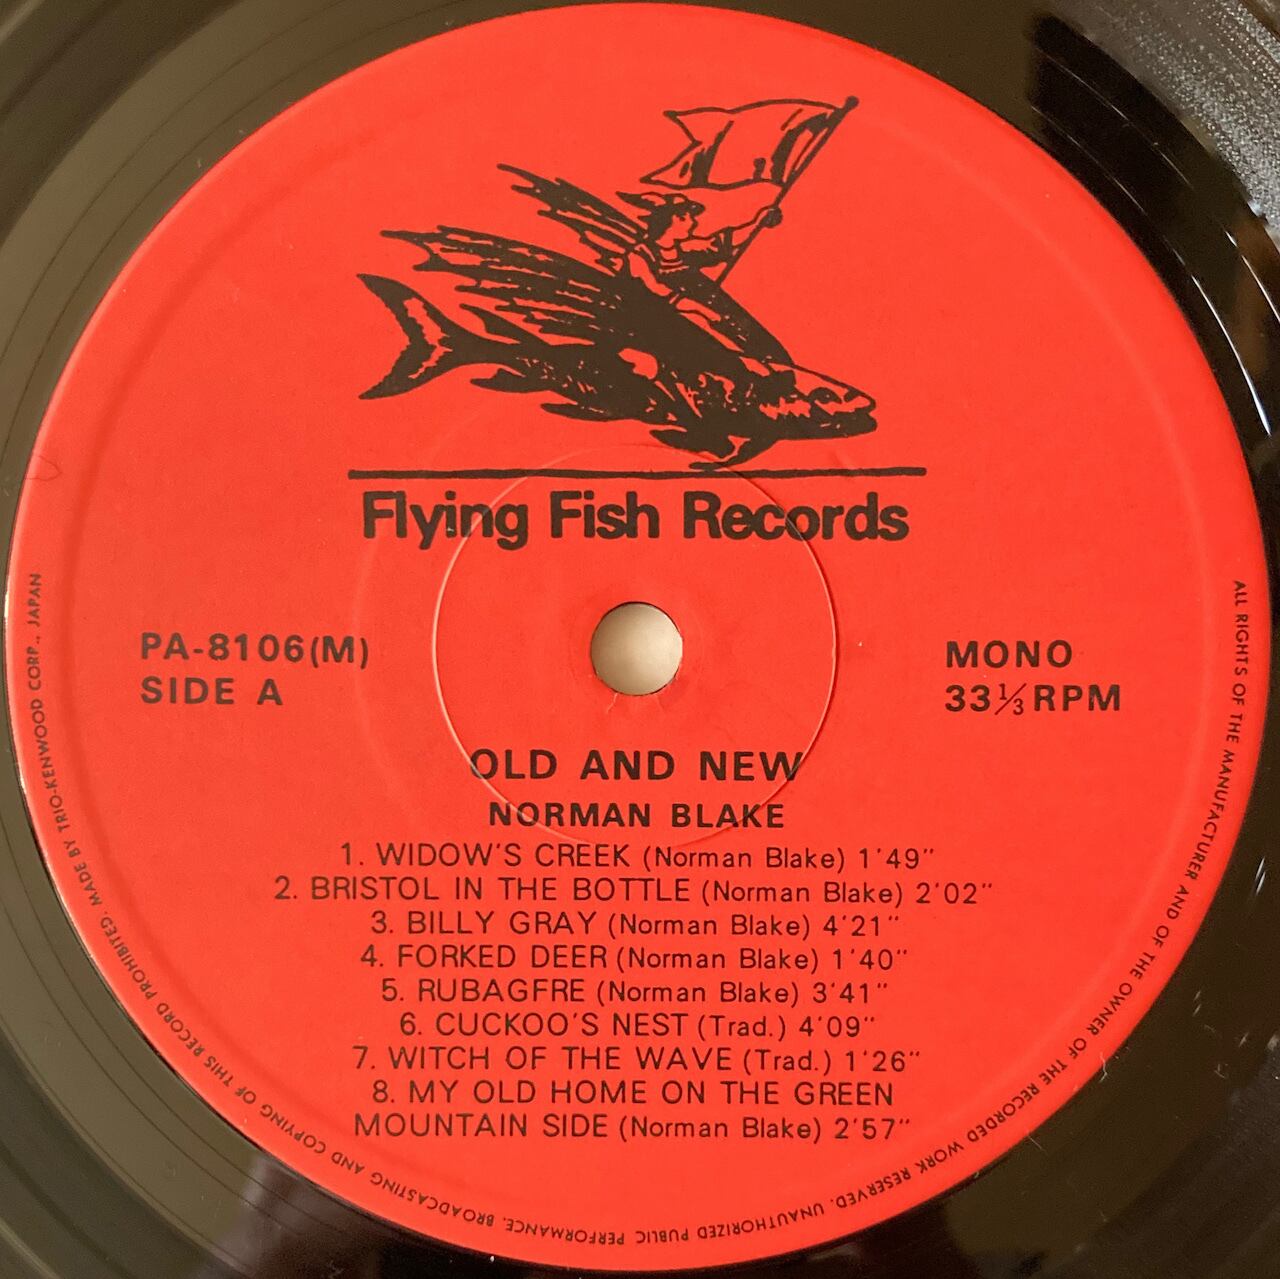 Flying Fish Records
PA-8106(M)
SIDE A
MONO
33⅓RPM
OLD AND NEW
NORMAN BLAKE
1. WIDOW'S CREEK (Norman Blake) 1'49"
2. BRISTOL IN THE BOTTLE (Norman Blake) 2'02"
3. BILLY GRAY (Norman Blake) 4'21"
4. FORKED DEER (Norman Blake) 1'40"
5. RUBAGFRE (Norman Blake) 3'41"
6. CUCKOO'S NEST (Trad.) 4'09"
7. WITCH OF THE WAVE (Trad.) 1'26"
8. MY OLD HOME ON THE GREEN
MOUNTAIN SIDE (Norman Blake) 2'57"
ALL RIGHTS OF THE MANUFACTURER AND OF THE OWNER OF THE RECORDED WORK RESERVED. UNAUTHORIZED PUBLIC PERFORMANCE, BROADCASTING AND COPYING OF THIS RECORD PROHIBITED. MADE BY TRIO-KENWOOD CORP., JAPAN